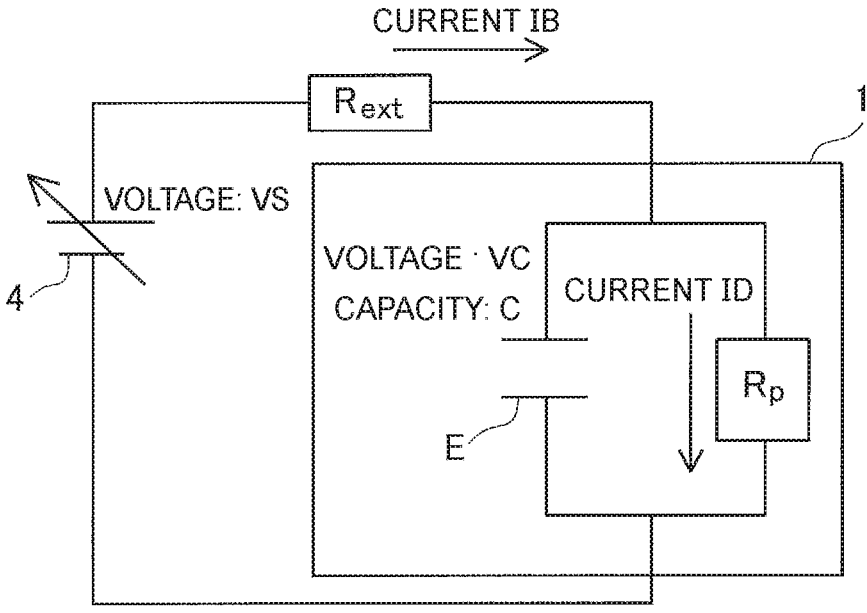 CURRENT IB
Rext
1
VOLTAGE: VS
VOLTAGE · VC
CAPACITY: C
CURRENT ID
4
Rp
E